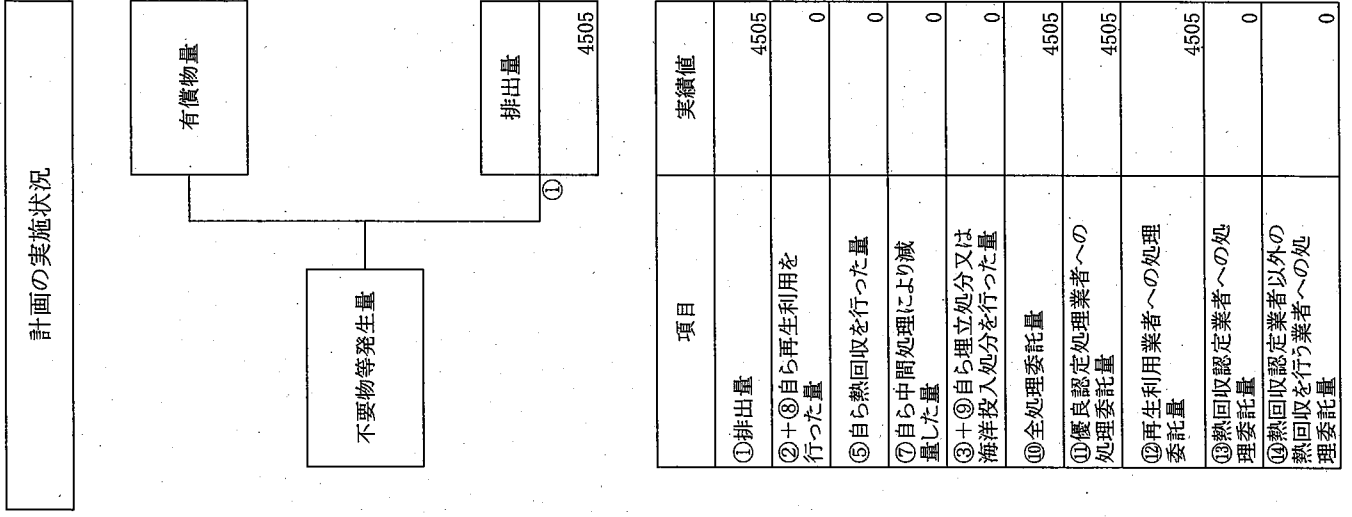 計画の実施状況
不要物等発生量
有償物量
①
排出量
4505
項目
実績値
①排出量
4505
②+⑧自ら再生利用を
行った量
0
⑤自ら熱回収を行った量
0
⑦自ら中間処理により減
量した量
0
③+⑨自ら埋立処分又は
海洋投入処分を行った量
0
⑩全処理委託量
4505
⑪優良認定処理業者への
処理委託量
4505
⑫再生利用業者への処理
委託量
4505
⑬熱回収認定業者への処
理委託量
0
⑭熱回収認定業者以外の
熱回収を行う業者への処
理委託量
0